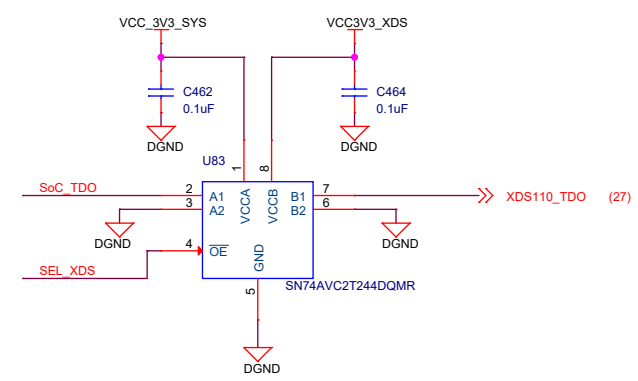 VCC_3V3_SYS
VCC3V3_XDS
C462
0.1uF
C464
0.1uF
DGND
DGND
U83
1
8
VCCA
VCCB
SoC_TDO
2
A1
B1
7
XDS110_TDO (27)
3
A2
B2
6
DGND
DGND
4
OE
SEL_XDS
GND
5
SN74AVC2T244DQMR
DGND